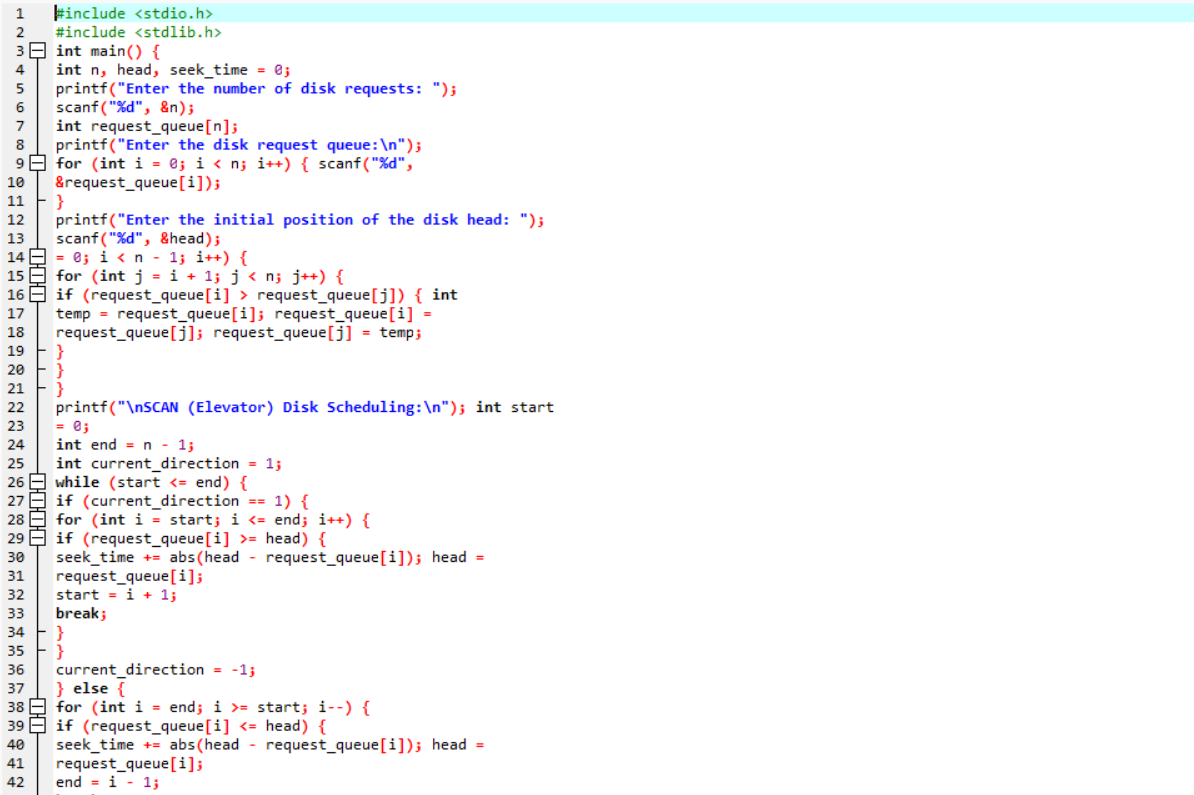 1 #include <stdio.h>
2 #include <stdlib.h>
3 int main() {
4 int n, head, seek_time = 0;
5 printf("Enter the number of disk requests: ");
6 scanf("%d", &n);
7 int request_queue[n];
8 printf("Enter the disk request queue:\n");
9 for (int i = 0; i < n; i++) { scanf("%d",
10 &request_queue[i]);
11 }
12 printf("Enter the initial position of the disk head: ");
13 scanf("%d", &head);
14 = 0; i < n - 1; i++) {
15 for (int j = i + 1; j < n; j++) {
16 if (request_queue[i] > request_queue[j]) { int
17 temp = request_queue[i]; request_queue[i] =
18 request_queue[j]; request_queue[j] = temp;
19 }
20 }
21 }
22 printf("\nSCAN (Elevator) Disk Scheduling:\n"); int start
23 = 0;
24 int end = n - 1;
25 int current_direction = 1;
26 while (start <= end) {
27 if (current_direction == 1) {
28 for (int i = start; i <= end; i++) {
29 if (request_queue[i] >= head) {
30 seek_time += abs(head - request_queue[i]); head =
31 request_queue[i];
32 start = i + 1;
33 break;
34 }
35 }
36 current_direction = -1;
37 } else {
38 for (int i = end; i >= start; i--) {
39 if (request_queue[i] <= head) {
40 seek_time += abs(head - request_queue[i]); head =
41 request_queue[i];
42 end = i - 1;